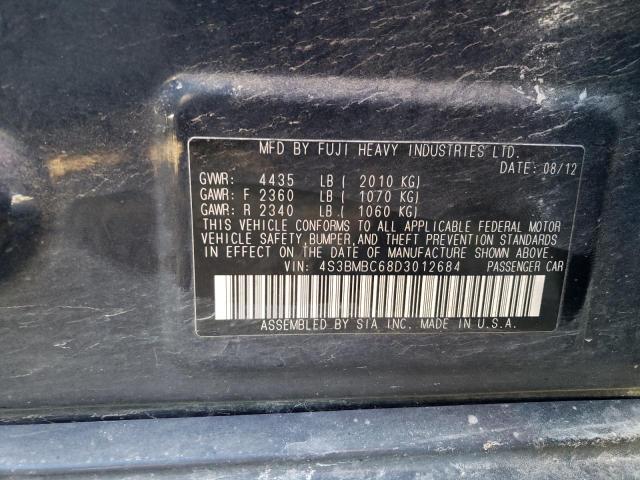 MFD BY FUJI HEAVY INDUSTRIES LTD.
DATE: 08/12
GVWR: 4435 LB ( 2010 KG)
GAWR: F 2360 LB ( 1070 KG)
GAWR: R 2340 LB ( 1060 KG)
THIS VEHICLE CONFORMS TO ALL APPLICABLE FEDERAL MOTOR
VEHICLE SAFETY, BUMPER, AND THEFT PREVENTION STANDARDS
IN EFFECT ON THE DATE OF MANUFACTURE SHOWN ABOVE.
VIN: 4S3BMBC68D3012684 PASSENGER CAR
ASSEMBLED BY SIA INC. MADE IN U.S.A.